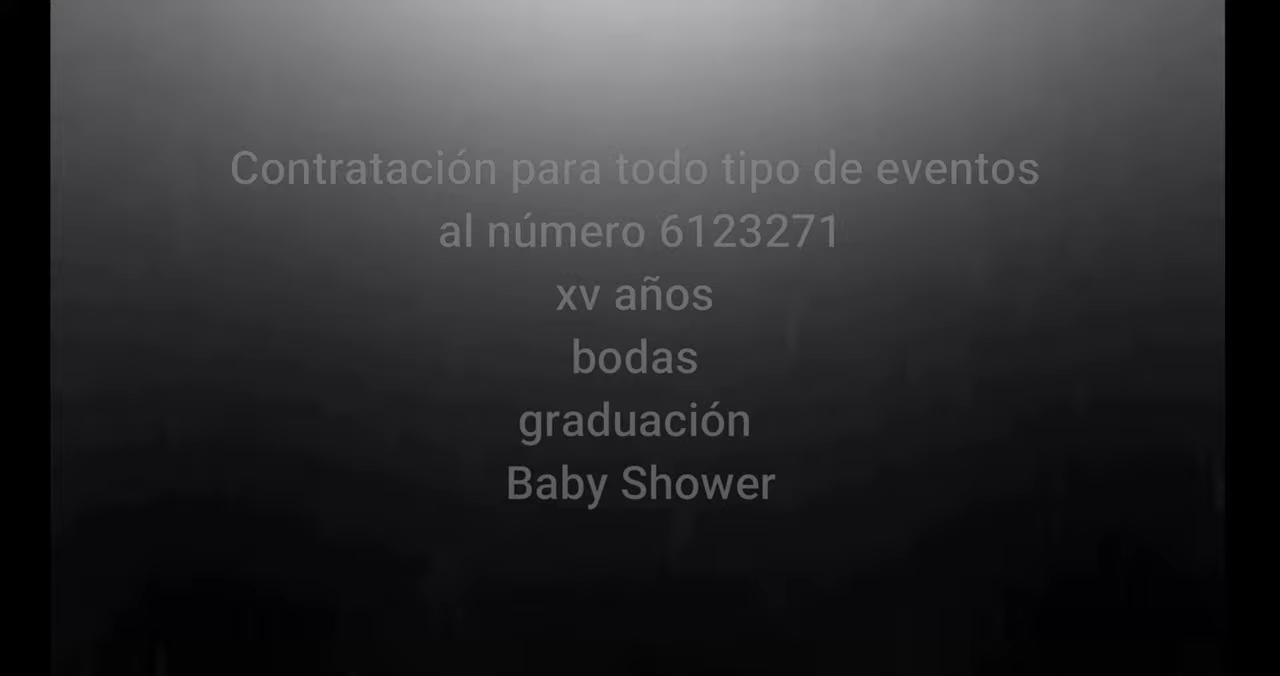 Contratación para todo tipo de eventos
al número 6123271
xv años
bodas
graduación
Baby Shower